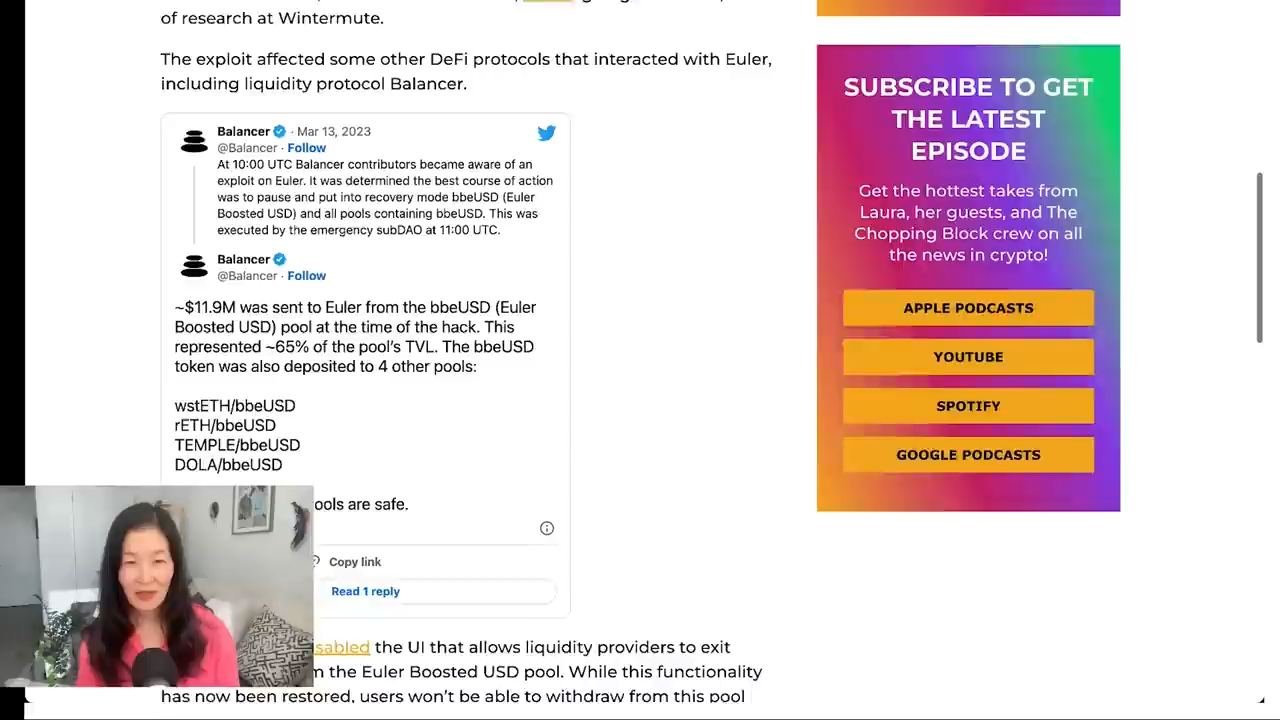 of research at Wintermute.
The exploit affected some other DeFi protocols that interacted with Euler,
including liquidity protocol Balancer.
Balancer · Mar 13, 2023
@Balancer · Follow
At 10:00 UTC Balancer contributors became aware of an
exploit on Euler. It was determined the best course of action
was to pause and put into recovery mode bbeUSD (Euler
Boosted USD) and all pools containing bbeUSD. This was
executed by the emergency subDAO at 11:00 UTC.
Balancer
@Balancer · Follow
~$11.9M was sent to Euler from the bbeUSD (Euler
Boosted USD) pool at the time of the hack. This
represented ~65% of the pool's TVL. The bbeUSD
token was also deposited to 4 other pools:
wstETH/bbeUSD
rETH/bbeUSD
TEMPLE/bbeUSD
DOLA/bbeUSD
ools are safe.
Copy link
Read 1 reply
isabled the UI that allows liquidity providers to exit
m the Euler Boosted USD pool. While this functionality
has now been restored, users won't be able to withdraw from this pool
SUBSCRIBE TO GET
THE LATEST
EPISODE
Get the hottest takes from
Laura, her guests, and The
Chopping Block crew on all
the news in crypto!
APPLE PODCASTS
YOUTUBE
SPOTIFY
GOOGLE PODCASTS